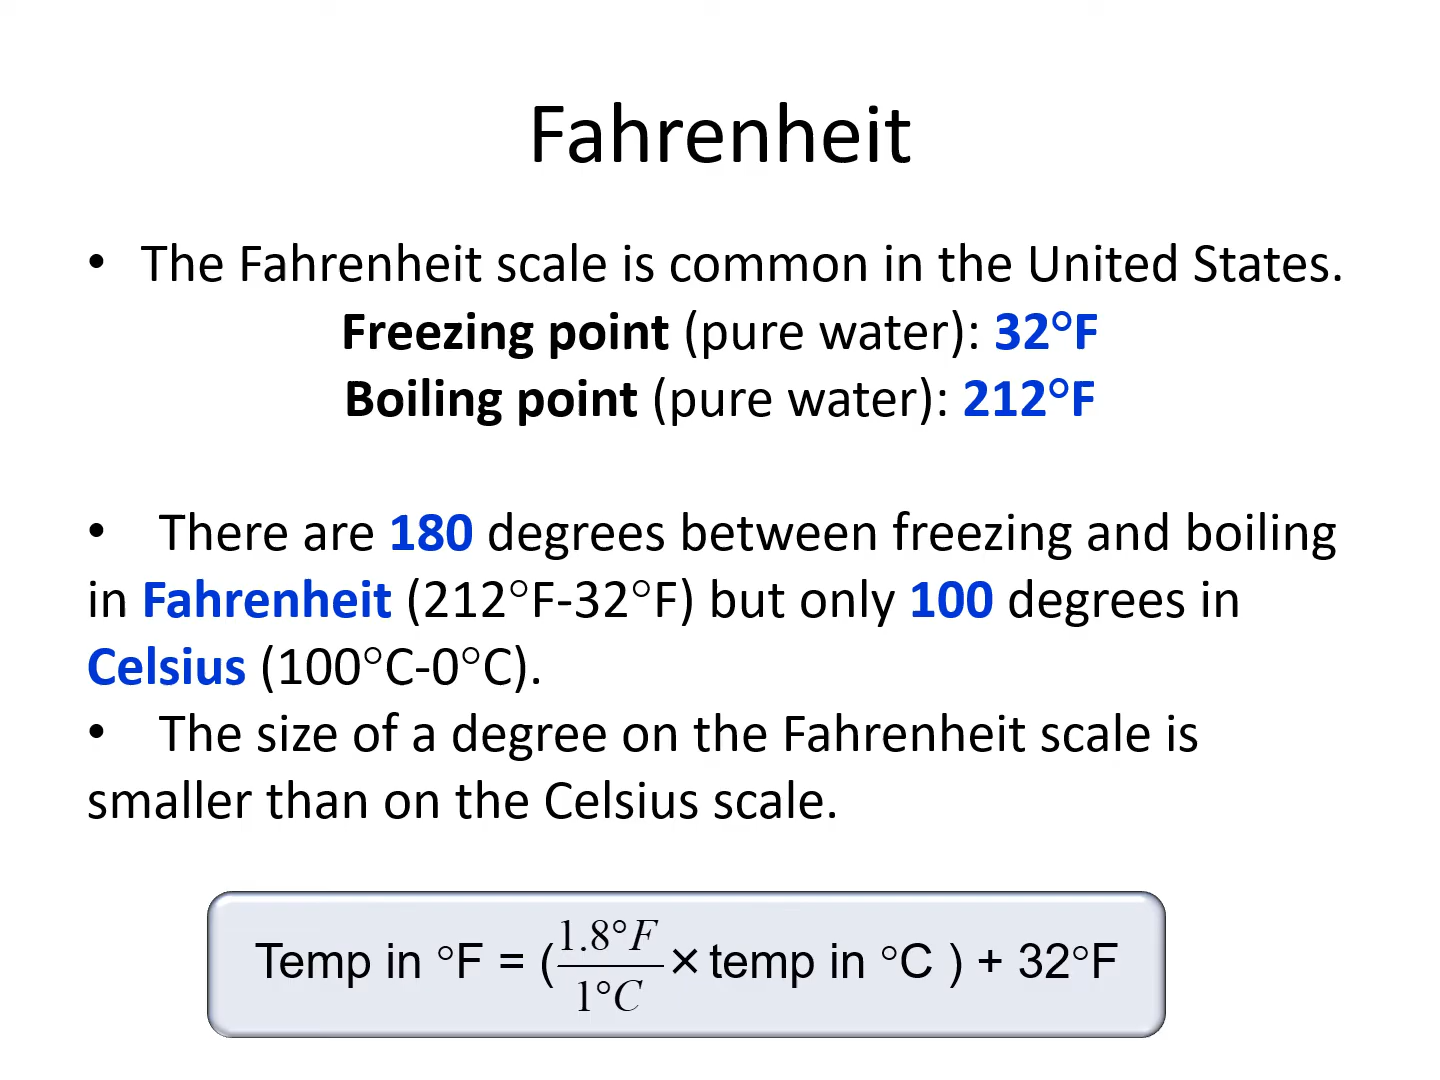 Fahrenheit
• The Fahrenheit scale is common in the United States.
Freezing point (pure water): 32°F
Boiling point (pure water): 212°F
• There are 180 degrees between freezing and boiling
in Fahrenheit (212°F-32°F) but only 100 degrees in
Celsius (100°C-0°C).
• The size of a degree on the Fahrenheit scale is
smaller than on the Celsius scale.
Temp in °F = (1.8°F/1°C × temp in °C ) + 32°F